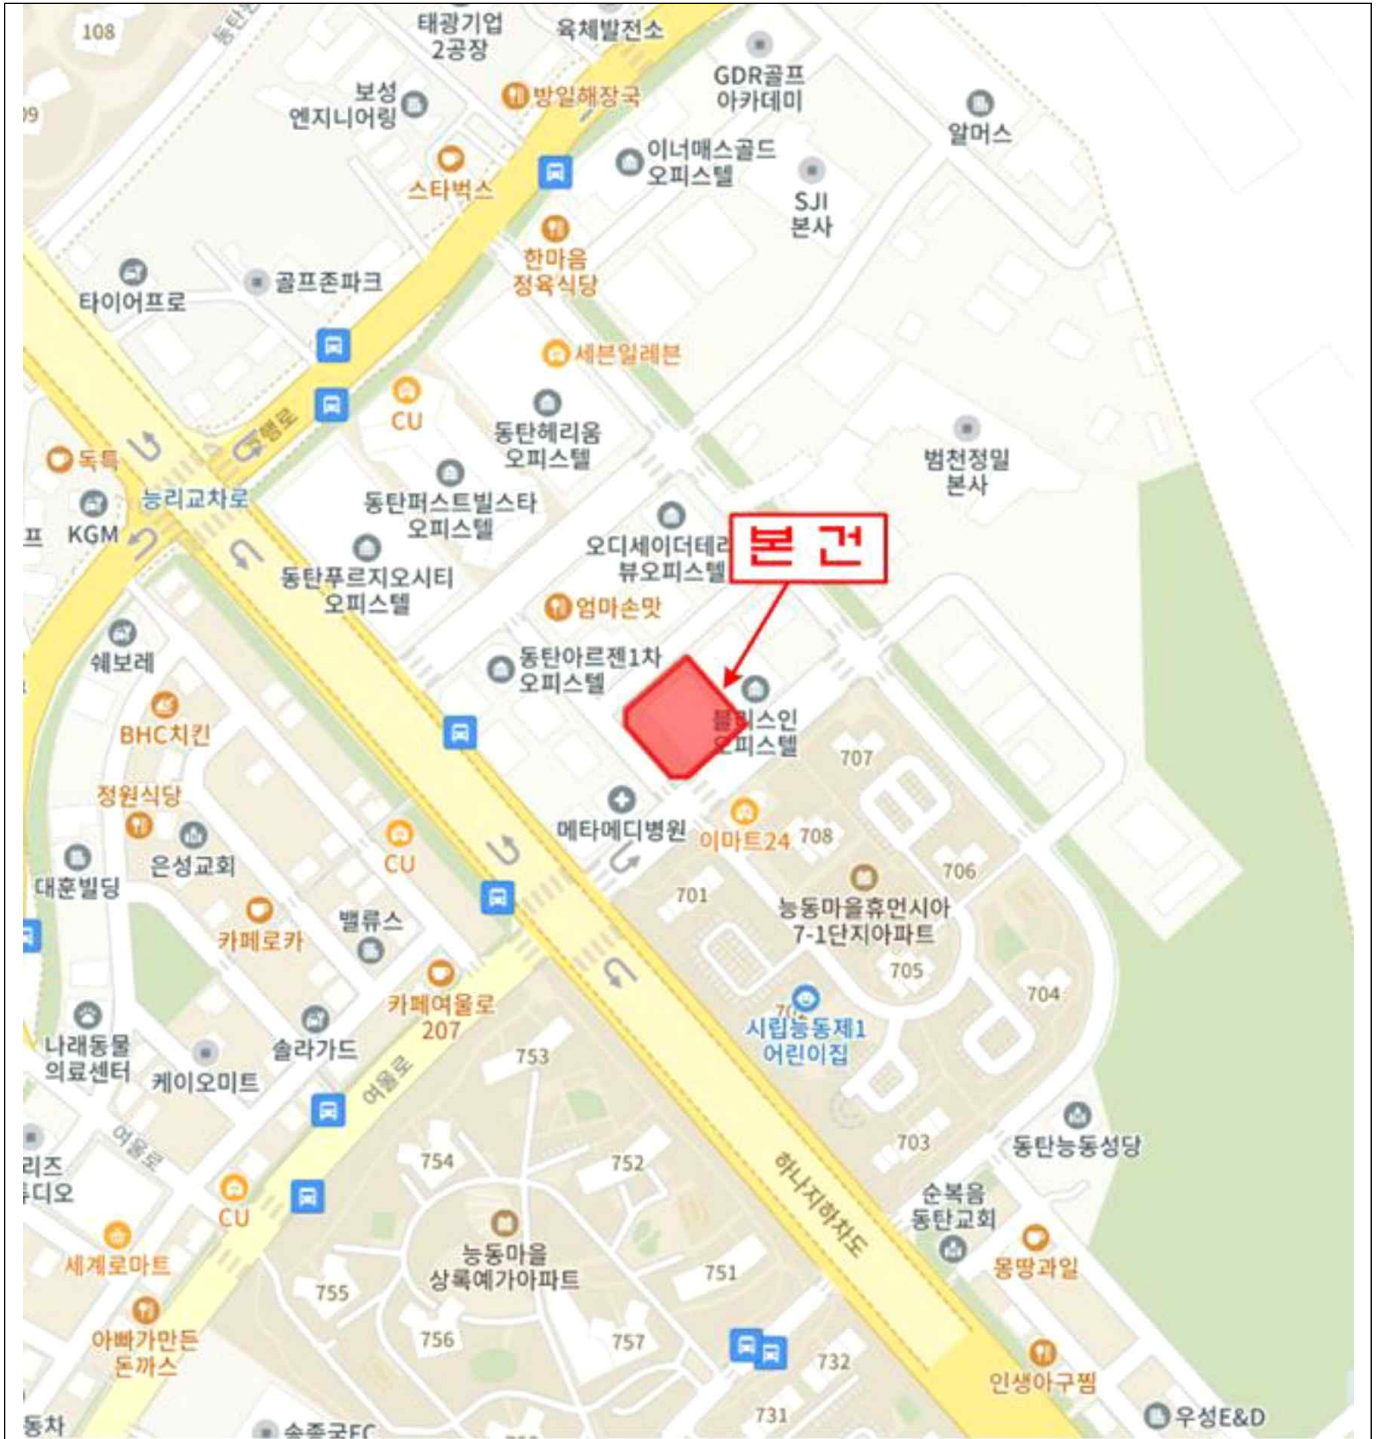 108
태광기업
2공장
육체발전소
GDR골프
아카데미
방일해장국
보성
엔지니어링
알머스
이너매스골드
오피스텔
스타벅스
SJI
본사
한마음
정육식당
골프존파크
타이어프로
세븐일레븐
CU
동탄헤리움
오피스텔
독특
범천정밀
본사
능리교차로
동탄퍼스트빌스타
오피스텔
KGM
프
오디세이더테라
뷰오피스텔
본 건
동탄푸르지오시티
오피스텔
엄마손맛
쉐보레
동탄아르젠1차
오피스텔
BHC치킨
블리스인
오피스텔
707
정원식당
메타메디병원
이마트24
708
은성교회
CU
706
대훈빌딩
701
능동마을휴먼시아
7-1단지아파트
밸류스
카페로카
705
카페여울로
207
704
시립능동제1
어린이집
나래동물
의료센터
솔라가드
케이오미트
753
여울로
703
동탄능동성당
여울로
리즈
754
752
하나지하차도
순복음
동탄교회
CU
세계로마트
능동마을
상록예가아파트
751
몽땅과일
755
아빠가만든
돈까스
756
757
732
인생아구찜
731
우성E&D
동차
송종국FC